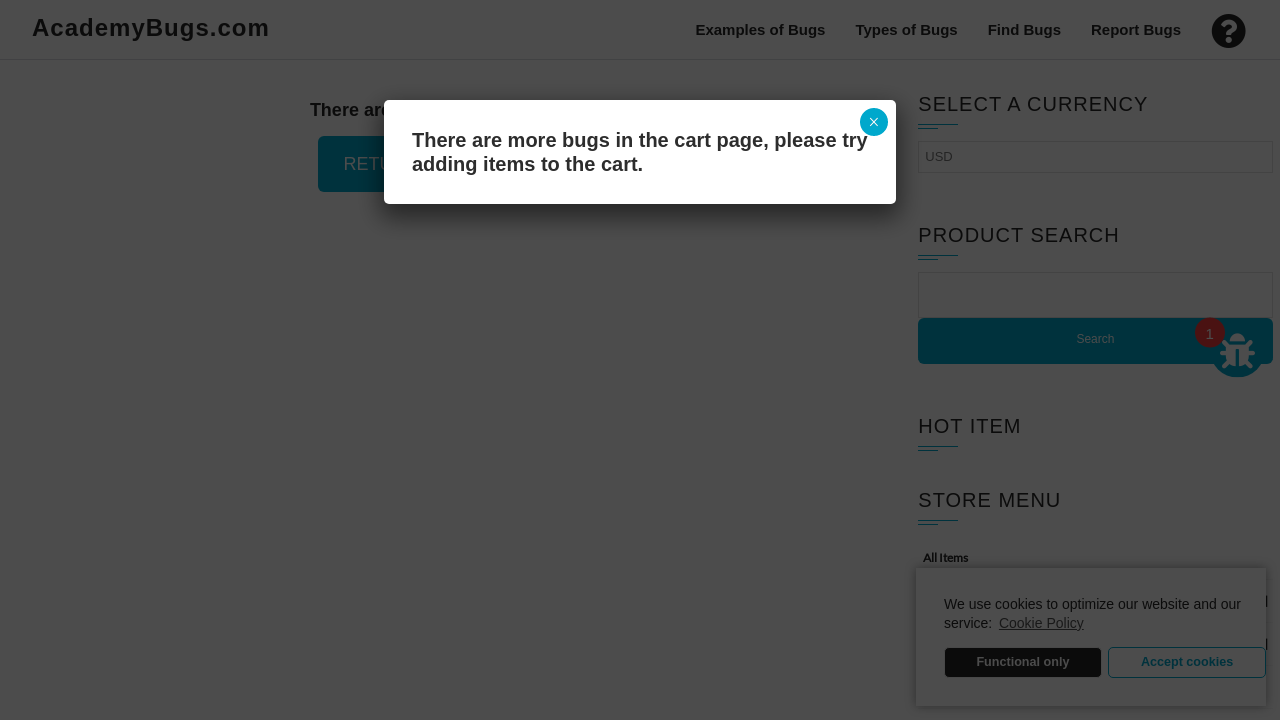 AcademyBugs.com
Examples of Bugs
Types of Bugs
Find Bugs
Report Bugs
There are
RETU
×
There are more bugs in the cart page, please try
adding items to the cart.
SELECT A CURRENCY
USD
PRODUCT SEARCH
Search
1
HOT ITEM
STORE MENU
All Items
We use cookies to optimize our website and our
service: Cookie Policy
Functional only
Accept cookies